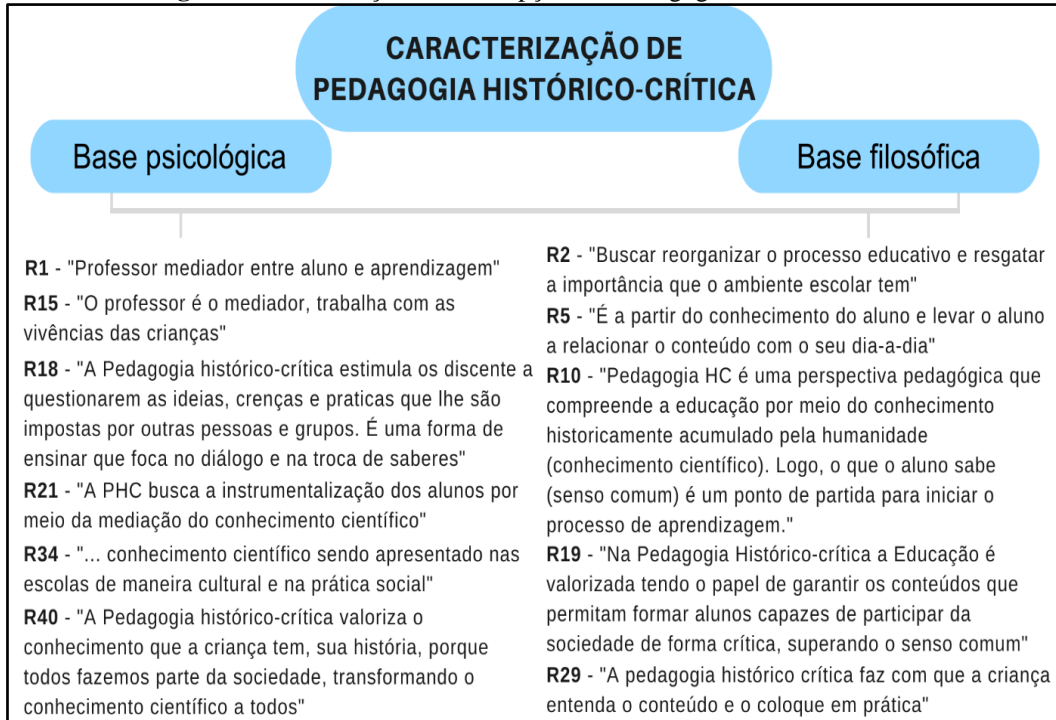 CARACTERIZAÇÃO DE
PEDAGOGIA HISTÓRICO-CRÍTICA
Base psicológica
R1 - "Professor mediador entre aluno e aprendizagem"
R15 - "O professor é o mediador, trabalha com as
vivências das crianças"
R18 - "A Pedagogia histórico-crítica estimula os discente a
questionarem as ideias, crenças e praticas que lhe são
impostas por outras pessoas e grupos. É uma forma de
ensinar que foca no diálogo e na troca de saberes"
R21 - "A PHC busca a instrumentalização dos alunos por
meio da mediação do conhecimento científico"
R34 - "... conhecimento científico sendo apresentado nas
escolas de maneira cultural e na prática social"
R40 - "A Pedagogia histórico-crítica valoriza o
conhecimento que a criança tem, sua história, porque
todos fazemos parte da sociedade, transformando o
conhecimento científico a todos"
Base filosófica
R2 - "Buscar reorganizar o processo educativo e resgatar
a importância que o ambiente escolar tem"
R5 - "É a partir do conhecimento do aluno e levar o aluno
a relacionar o conteúdo com o seu dia-a-dia"
R10 - "Pedagogia HC é uma perspectiva pedagógica que
compreende a educação por meio do conhecimento
historicamente acumulado pela humanidade
(conhecimento científico). Logo, o que o aluno sabe
(senso comum) é um ponto de partida para iniciar o
processo de aprendizagem."
R19 - "Na Pedagogia Histórico-crítica a Educação é
valorizada tendo o papel de garantir os conteúdos que
permitam formar alunos capazes de participar da
sociedade de forma crítica, superando o senso comum"
R29 - "A pedagogia histórico crítica faz com que a criança
entenda o conteúdo e o coloque em prática"